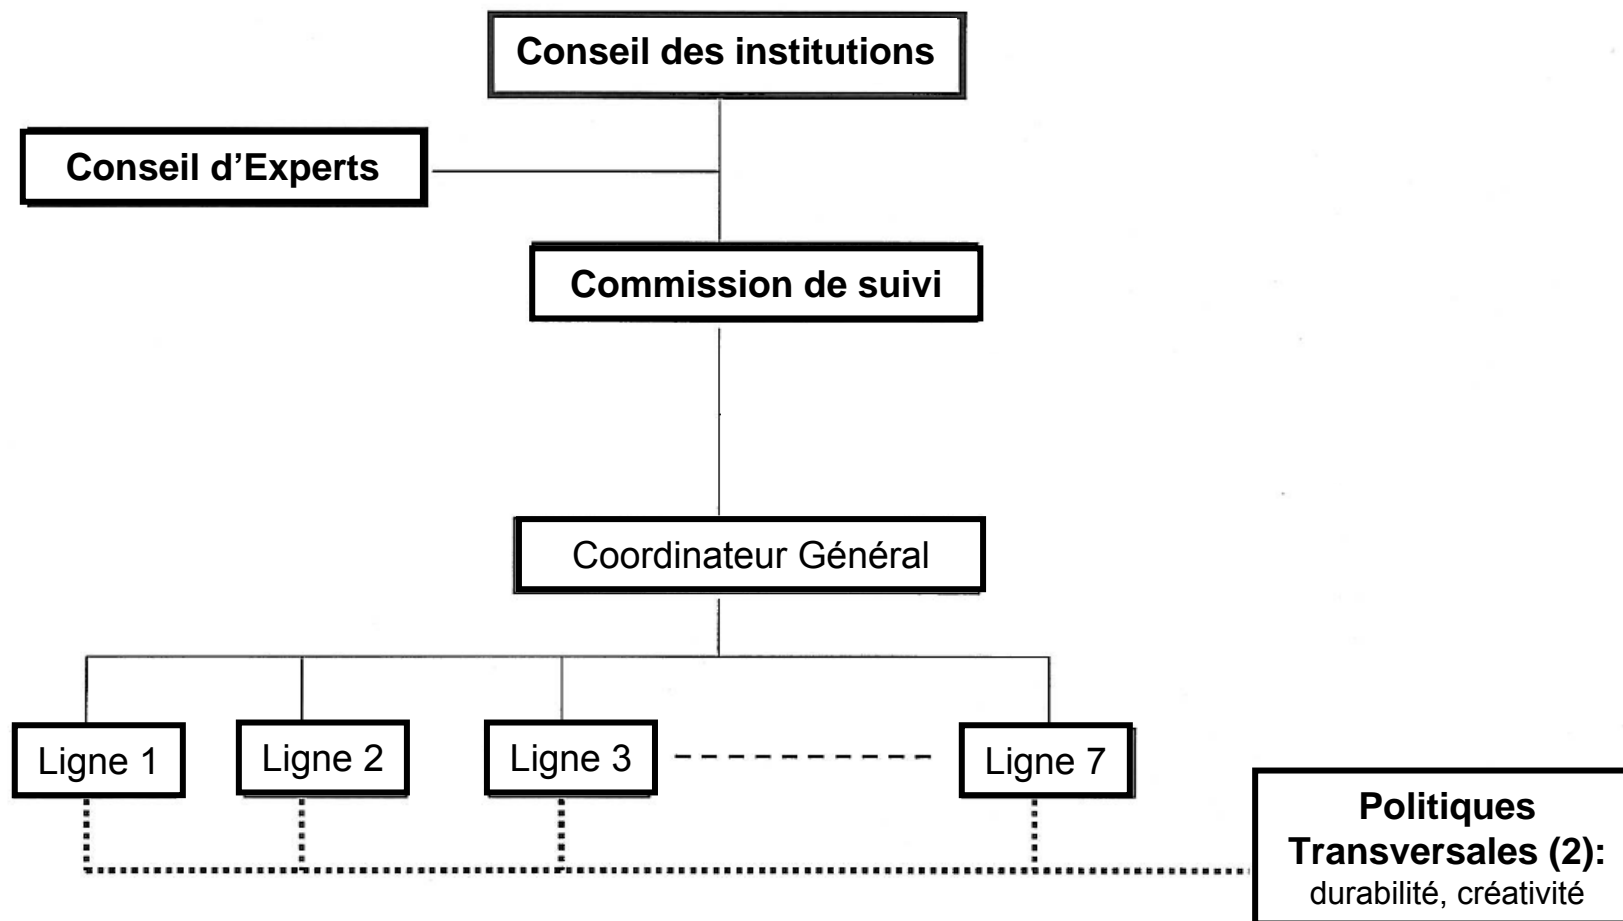 Conseil des institutions
Conseil d’Experts
Commission de suivi
Coordinateur Général
Ligne 1
Ligne 2
Ligne 3
Ligne 7
Politiques
Transversales (2):
durabilité, créativité